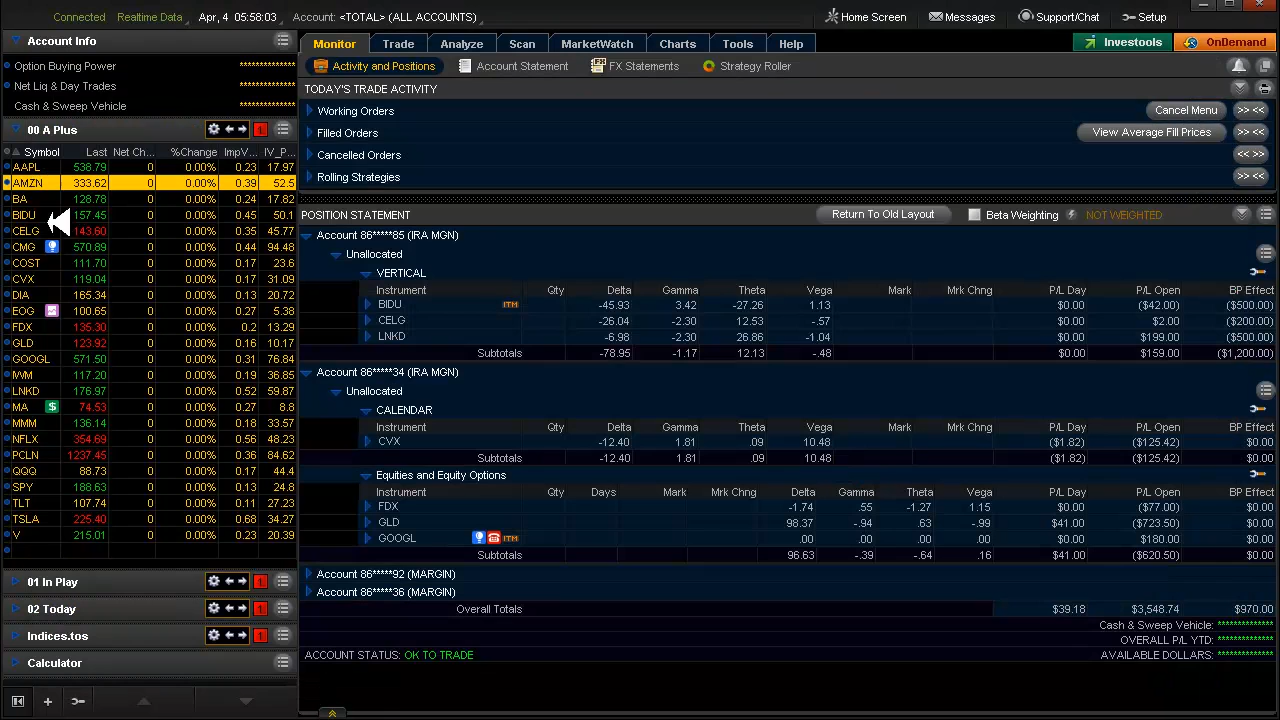 Connected Realtime Data Apr, 4 05:58:03 Account: <TOTAL> (ALL ACCOUNTS) Home Screen Messages Support/Chat Setup
Account Info
Option Buying Power **************
Net Liq & Day Trades **************
Cash & Sweep Vehicle **************
00 A Plus 1
Symbol Last Net Ch... %Change ImpV... IV_P...
AAPL 538.79 0 0.00% 0.23 17.97
AMZN 333.62 0 0.00% 0.39 52.5
BA 128.78 0 0.00% 0.24 17.82
BIDU 157.45 0 0.00% 0.45 50.1
CELG 143.60 0 0.00% 0.35 45.77
CMG 570.89 0 0.00% 0.44 94.48
COST 111.70 0 0.00% 0.17 23.6
CVX 119.04 0 0.00% 0.17 31.09
DIA 165.34 0 0.00% 0.13 20.72
EOG 100.65 0 0.00% 0.27 5.38
FDX 135.30 0 0.00% 0.2 13.29
GLD 123.92 0 0.00% 0.16 10.17
GOOGL 571.50 0 0.00% 0.31 76.84
IWM 117.20 0 0.00% 0.19 36.85
LNKD 176.97 0 0.00% 0.52 59.87
MA $ 74.53 0 0.00% 0.27 8.8
MMM 136.14 0 0.00% 0.18 33.57
NFLX 354.69 0 0.00% 0.56 48.23
PCLN 1237.45 0 0.00% 0.36 84.62
QQQ 88.73 0 0.00% 0.17 44.4
SPY 188.63 0 0.00% 0.13 24.8
TLT 107.74 0 0.00% 0.11 27.23
TSLA 225.40 0 0.00% 0.68 34.27
V 215.01 0 0.00% 0.23 20.39
01 In Play 1
02 Today 1
Indices.tos 1
Calculator
Monitor Trade Analyze Scan MarketWatch Charts Tools Help Investools OnDemand
Activity and Positions Account Statement FX Statements Strategy Roller
TODAY'S TRADE ACTIVITY
Working Orders Cancel Menu >> <<
Filled Orders View Average Fill Prices >> <<
Cancelled Orders << >>
Rolling Strategies >> <<
POSITION STATEMENT Return To Old Layout Beta Weighting NOT WEIGHTED
Account 86*****85 (IRA MGN)
Unallocated
VERTICAL
Instrument Qty Delta Gamma Theta Vega Mark Mrk Chng P/L Day P/L Open BP Effect
BIDU ITM -45.93 3.42 -27.26 1.13 $0.00 ($42.00) ($500.00)
CELG -26.04 -2.30 12.53 -.57 $0.00 $2.00 ($200.00)
LNKD -6.98 -2.30 26.86 -1.04 $0.00 $199.00 ($500.00)
Subtotals -78.95 -1.17 12.13 -.48 $0.00 $159.00 ($1,200.00)
Account 86*****34 (IRA MGN)
Unallocated
CALENDAR
Instrument Qty Delta Gamma Theta Vega Mark Mrk Chng P/L Day P/L Open BP Effect
CVX -12.40 1.81 .09 10.48 ($1.82) ($125.42) $0.00
Subtotals -12.40 1.81 .09 10.48 ($1.82) ($125.42) $0.00
Equities and Equity Options
Instrument Qty Days Mark Mrk Chng Delta Gamma Theta Vega P/L Day P/L Open BP Effect
FDX -1.74 .55 -1.27 1.15 $0.00 ($77.00) $0.00
GLD 98.37 -.94 .63 -.99 $41.00 ($723.50) $0.00
GOOGL ITM .00 .00 .00 .00 $0.00 $180.00 $0.00
Subtotals 96.63 -.39 -.64 .16 $41.00 ($620.50) $0.00
Account 86*****92 (MARGIN)
Account 86*****36 (MARGIN)
Overall Totals $39.18 $3,548.74 $970.00
Cash & Sweep Vehicle: **************
OVERALL P/L YTD: **************
ACCOUNT STATUS: OK TO TRADE AVAILABLE DOLLARS: **************